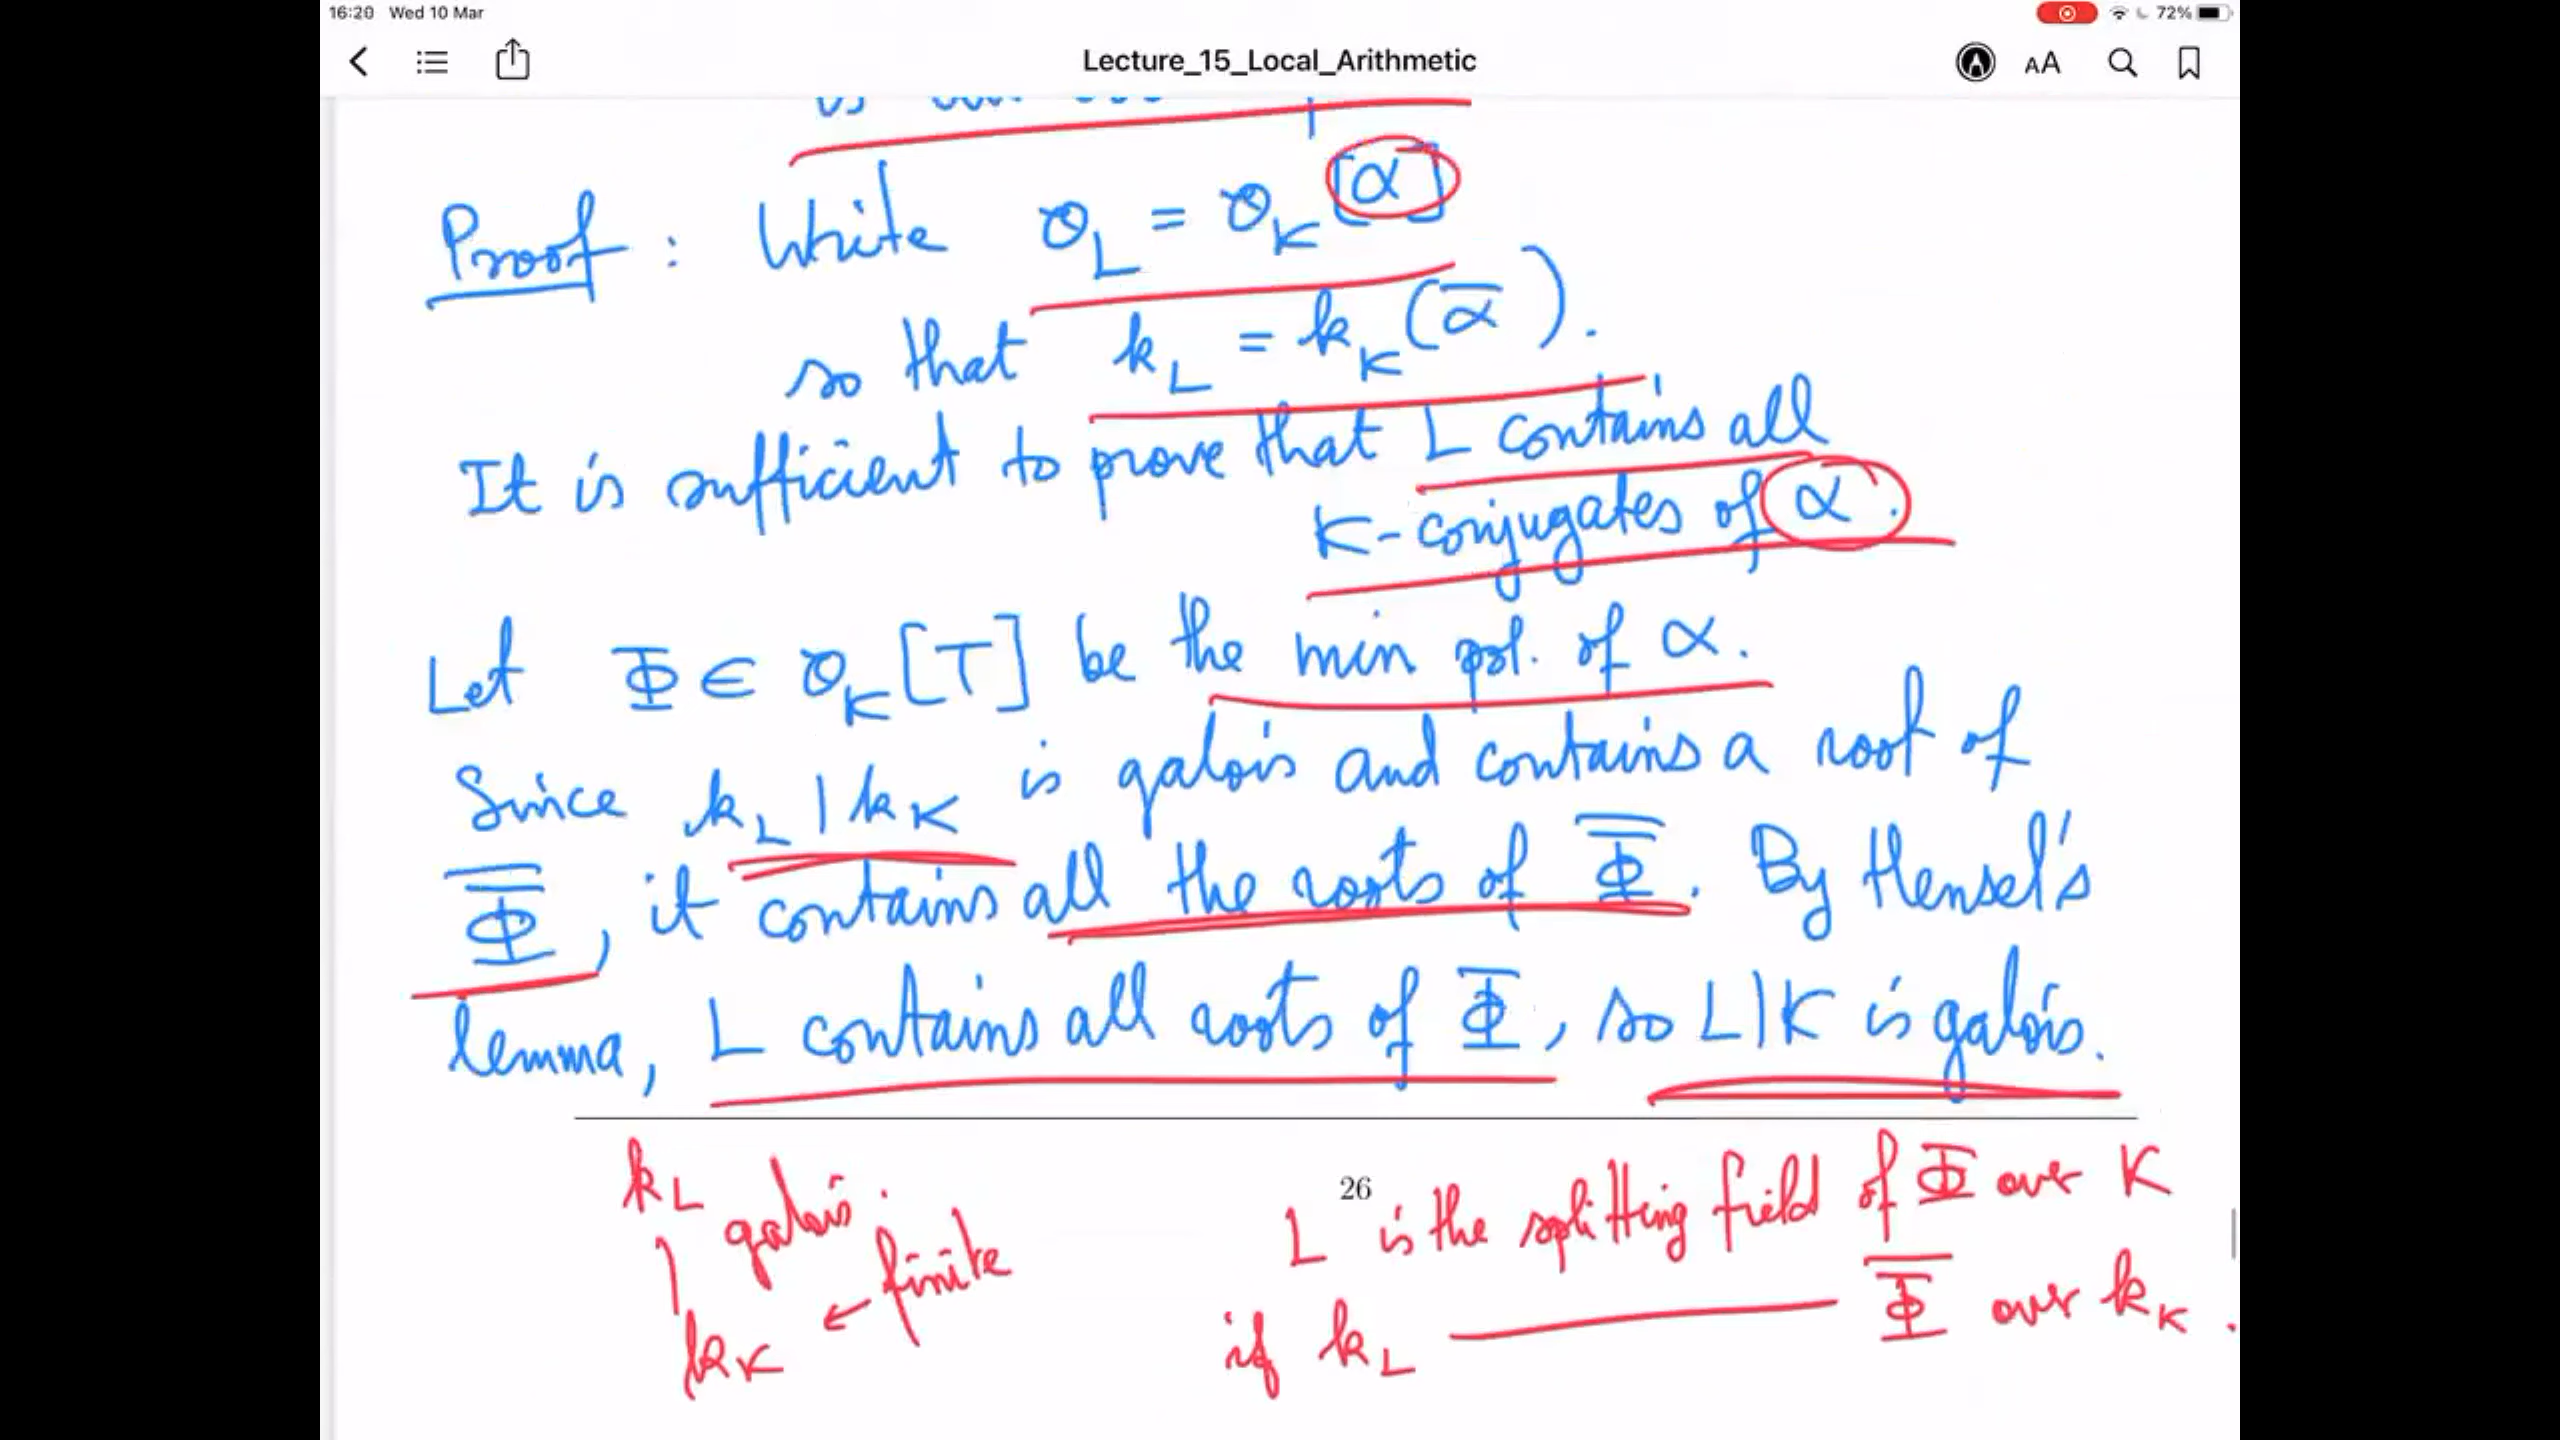 16:20 Wed 10 Mar 72%
Lecture_15_Local_Arithmetic
Proof : Write 𝒪_L = 𝒪_K [α]
so that k_L = k_K (ᾱ).
It is sufficient to prove that L contains all
K-conjugates of α.
Let Φ ∈ 𝒪_K [T] be the min pol. of α.
Since k_L | k_K is galois and contains a root of
Φ̄, it contains all the roots of Φ̄. By Hensel's
lemma, L contains all roots of Φ, so L|K is galois.
k_L galois
k_K ← finite
26
L is the splitting field of Φ over K
if k_L ———— Φ̄ over k_K.